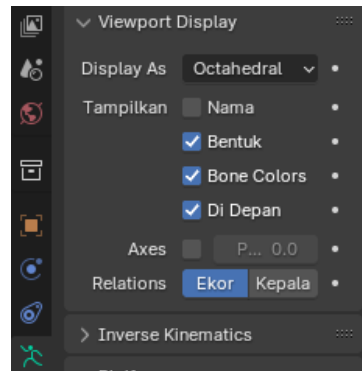 Viewport Display
Display As Octahedral
Tampilkan Nama
Bentuk
Bone Colors
Di Depan
Axes P... 0.0
Relations Ekor Kepala
Inverse Kinematics